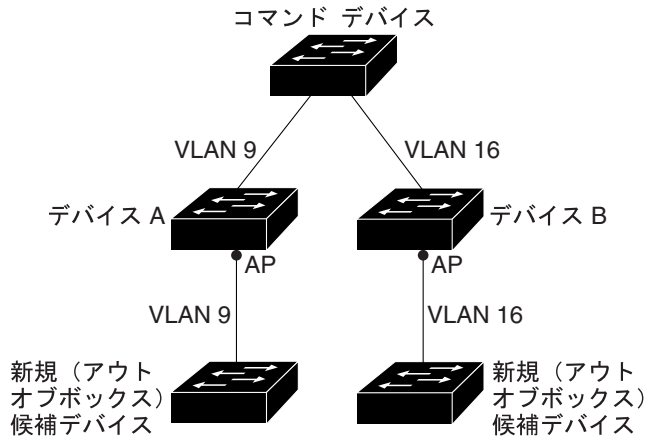 コマンド デバイス
VLAN 9
VLAN 16
デバイス A
デバイス B
AP
AP
VLAN 9
VLAN 16
新規（アウト
オブボックス）
候補デバイス
新規（アウト
オブボックス）
候補デバイス